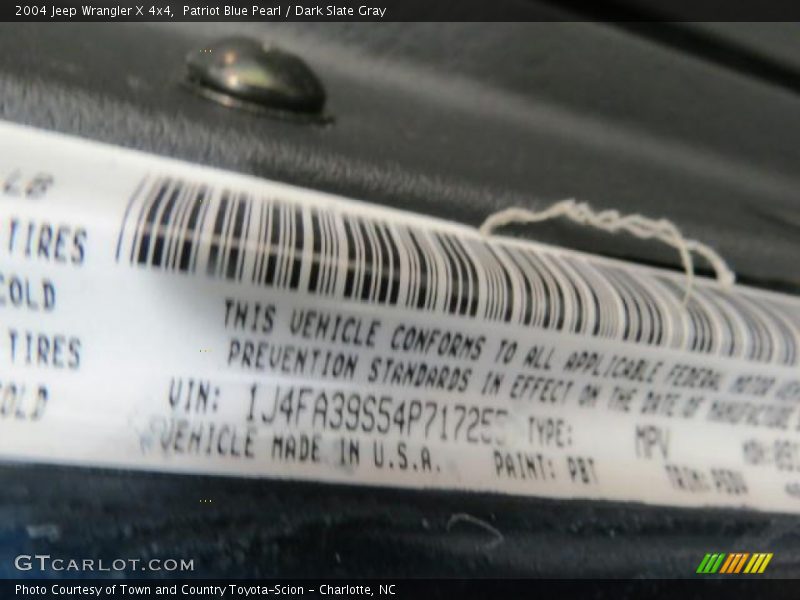 2004 Jeep Wrangler X 4x4, Patriot Blue Pearl / Dark Slate Gray
TIRES
COLD
TIRES
COLD
THIS VEHICLE CONFORMS TO ALL APPLICABLE FEDERAL MOTOR
PREVENTION STANDARDS IN EFFECT ON THE DATE OF MANUFACTURE
VIN: 1J4FA39S54P71725 TYPE: MPV
VEHICLE MADE IN U.S.A. PAINT: PBT TRIM:
GTCARLOT.COM
Photo Courtesy of Town and Country Toyota-Scion - Charlotte, NC